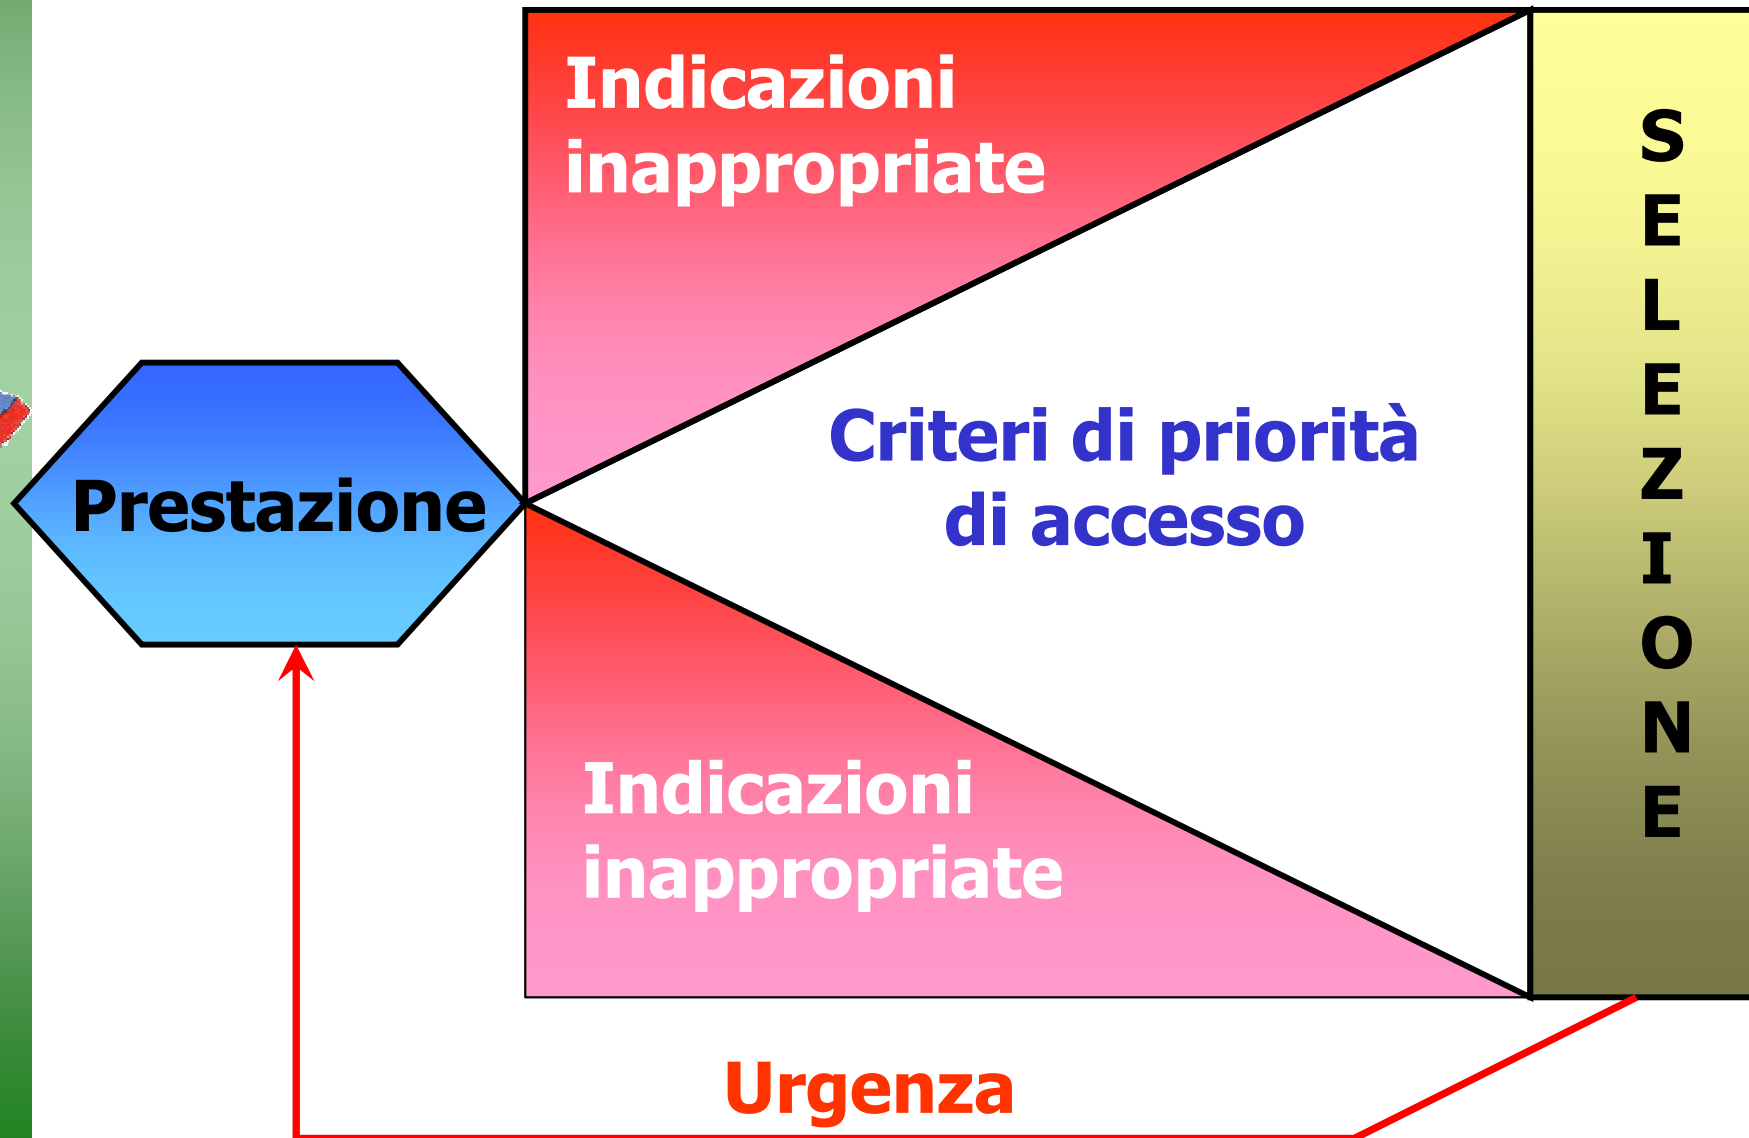 Indicazioni
inappropriate
Criteri di priorità
di accesso
Prestazione
Indicazioni
inappropriate
Urgenza
S
E
L
E
Z
I
O
N
E